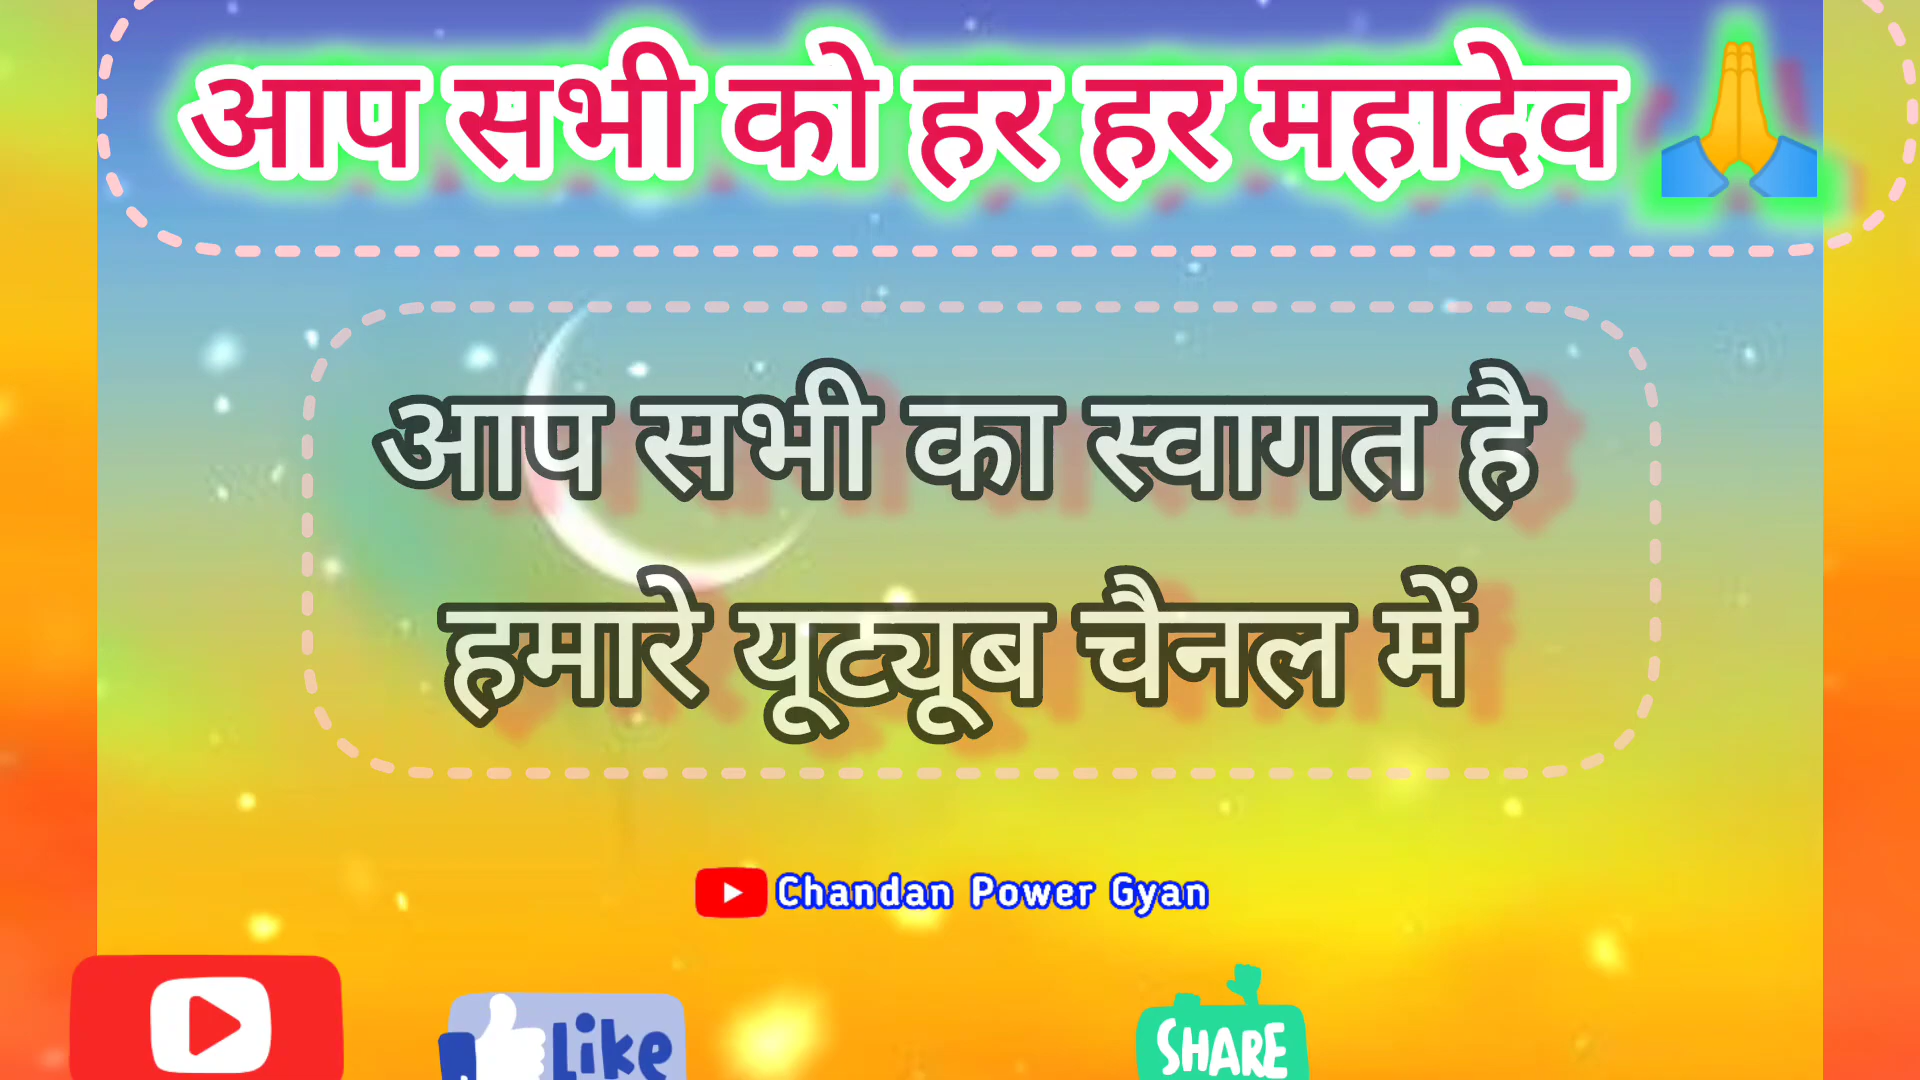 आप सभी को हर हर महादेव 🙏
आप सभी का स्वागत है
हमारे यूट्यूब चैनल में
Chandan Power Gyan
Like
SHARE